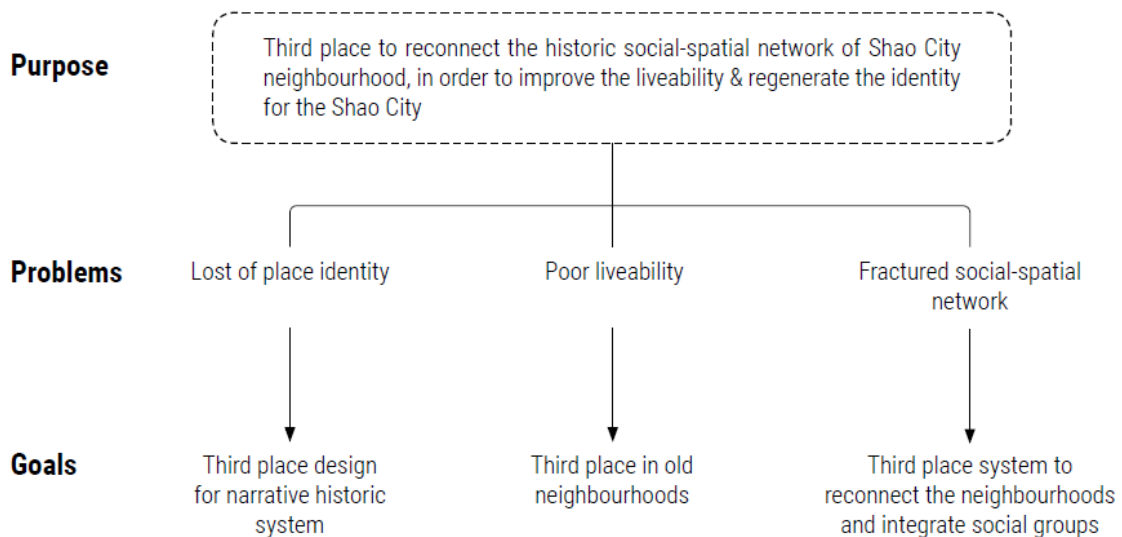 Purpose
Third place to reconnect the historic social-spatial network of Shao City
neighbourhood, in order to improve the liveability & regenerate the identity
for the Shao City
Problems
Lost of place identity
Poor liveability
Fractured social-spatial
network
Goals
Third place design
for narrative historic
system
Third place in old
neighbourhoods
Third place system to
reconnect the neighbourhoods
and integrate social groups